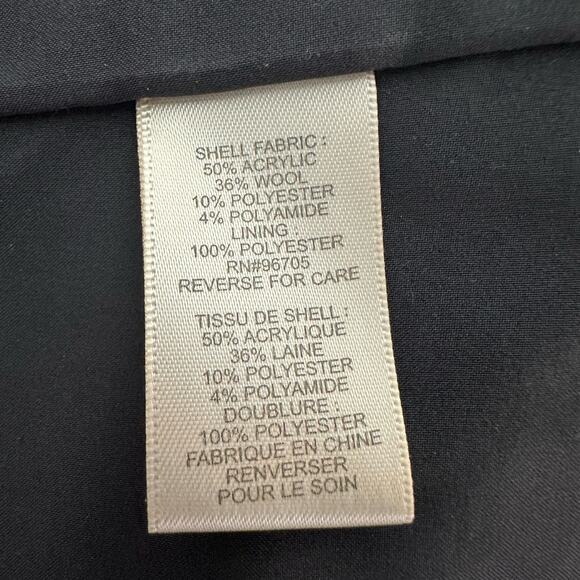 SHELL FABRIC :
50% ACRYLIC
36% WOOL
10% POLYESTER
4% POLYAMIDE
LINING :
100% POLYESTER
RN#96705
REVERSE FOR CARE
TISSU DE SHELL :
50% ACRYLIQUE
36% LAINE
10% POLYESTER
4% POLYAMIDE
DOUBLURE :
100% POLYESTER
FABRIQUE EN CHINE
RENVERSER
POUR LE SOIN